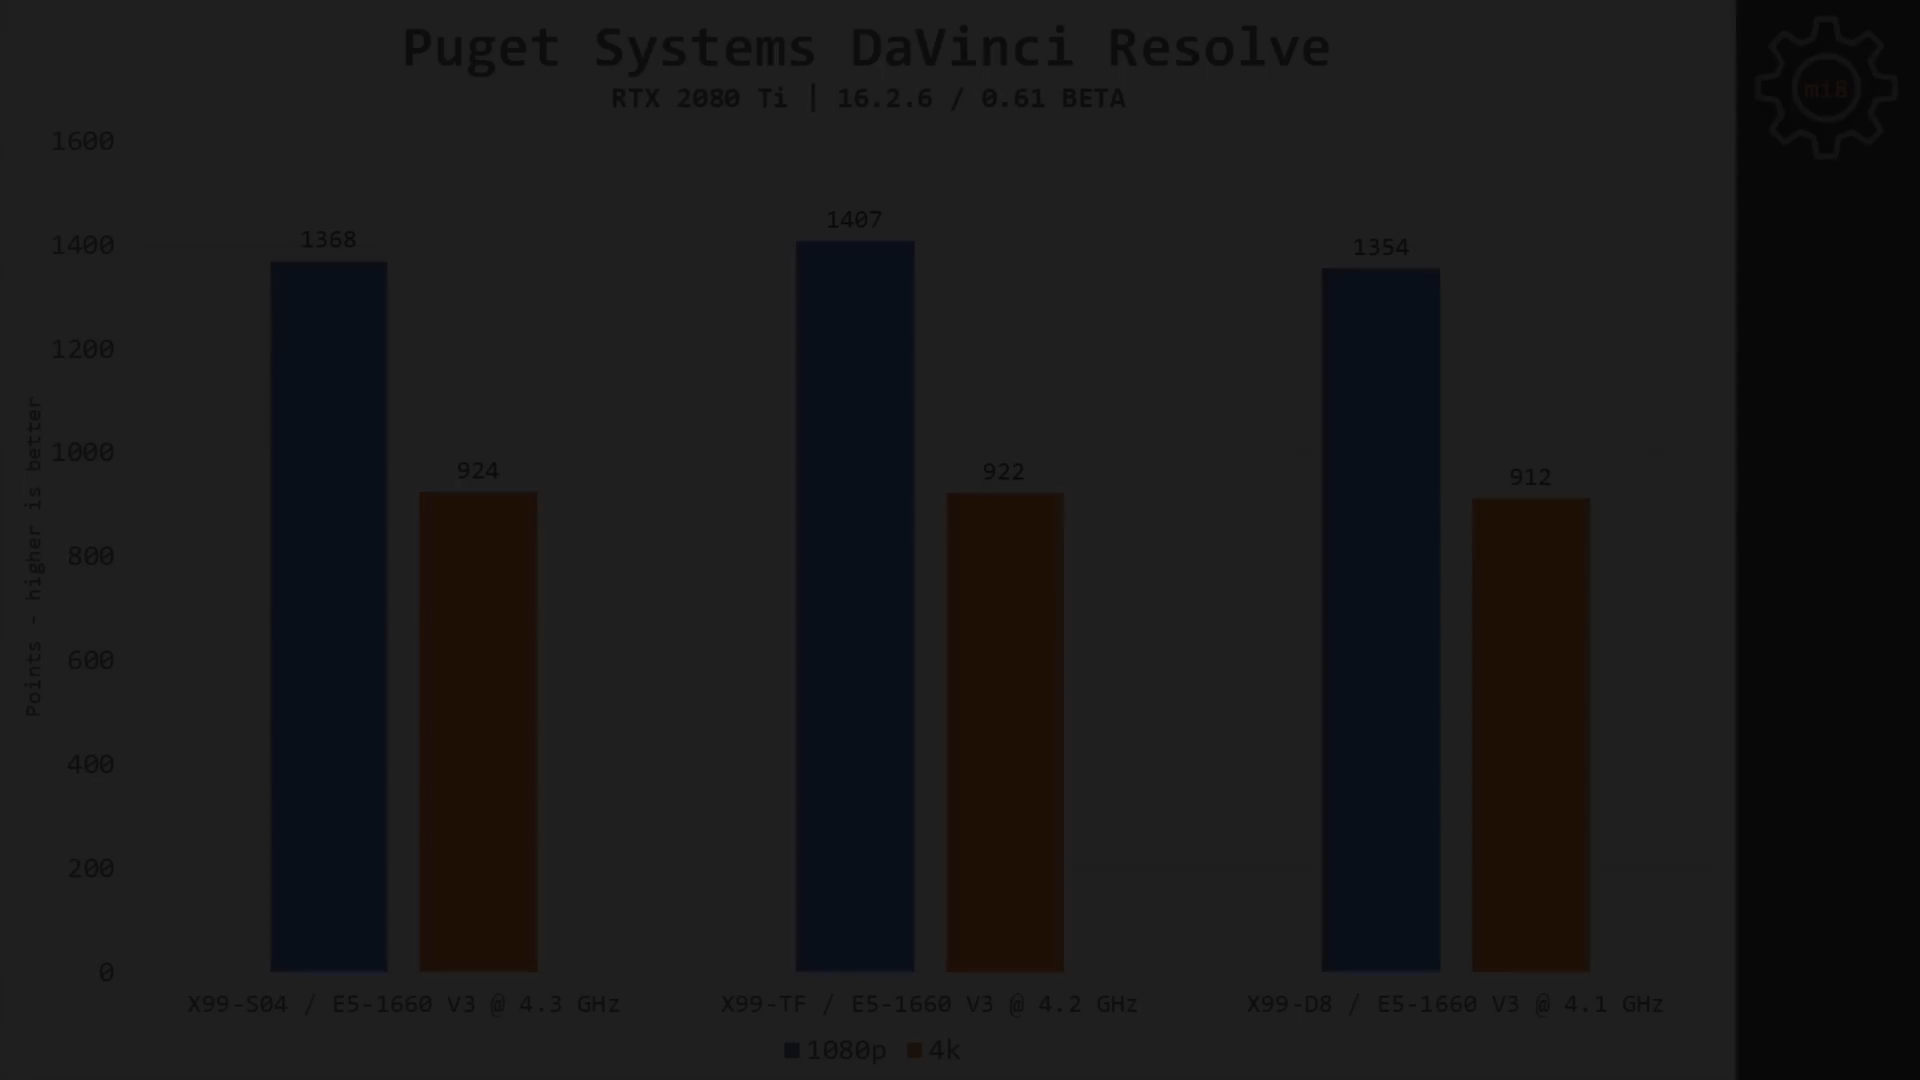 Puget Systems DaVinci Resolve
RTX 2080 Ti | 16.2.6 / 0.61 BETA
mi8
Points - higher is better
1600
1400
1200
1000
800
600
400
200
0
1368
924
1407
922
1354
912
X99-S04 / E5-1660 V3 @ 4.3 GHz
X99-TF / E5-1660 V3 @ 4.2 GHz
X99-D8 / E5-1660 V3 @ 4.1 GHz
1080p
4k